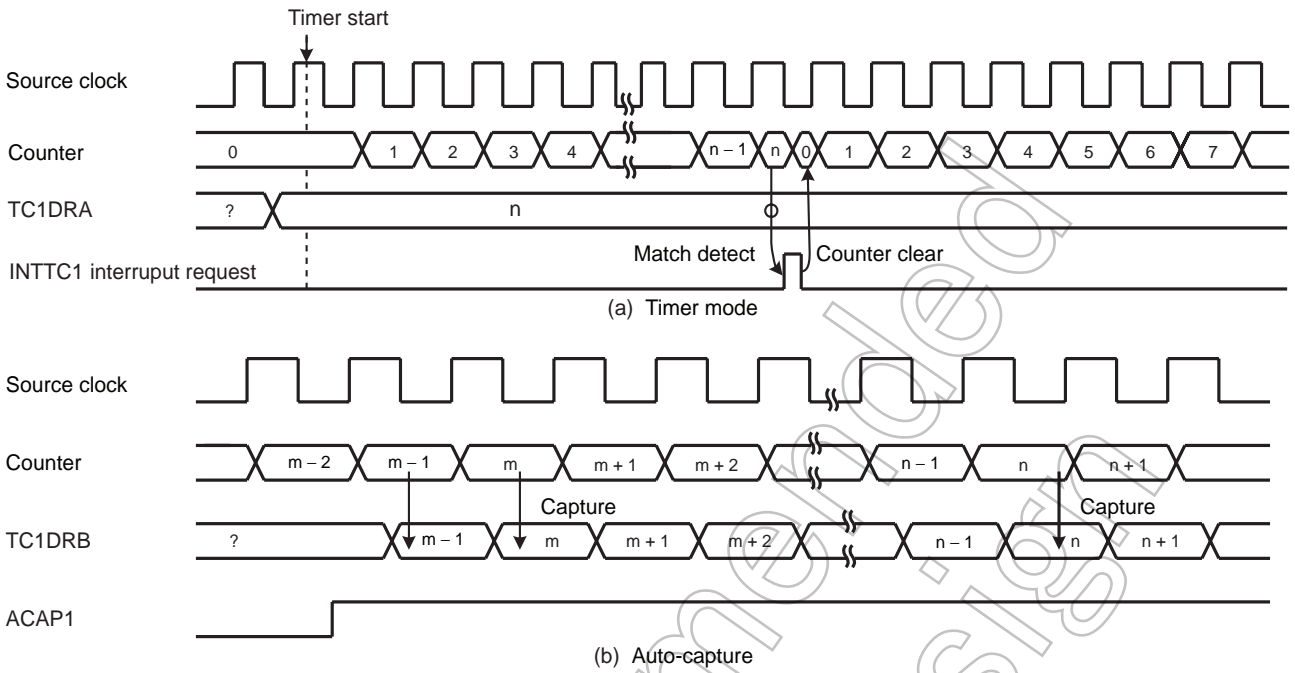 Timer start
Source clock
Counter 0 1 2 3 4 n – 1 n 0 1 2 3 4 5 6 7
TC1DRA ? n
Match detect Counter clear
INTTC1 interruput request
(a) Timer mode
Source clock
Counter m – 2 m – 1 m m + 1 m + 2 n – 1 n n + 1
Capture Capture
TC1DRB ? m – 1 m m + 1 m + 2 n – 1 n n + 1
ACAP1
(b) Auto-capture